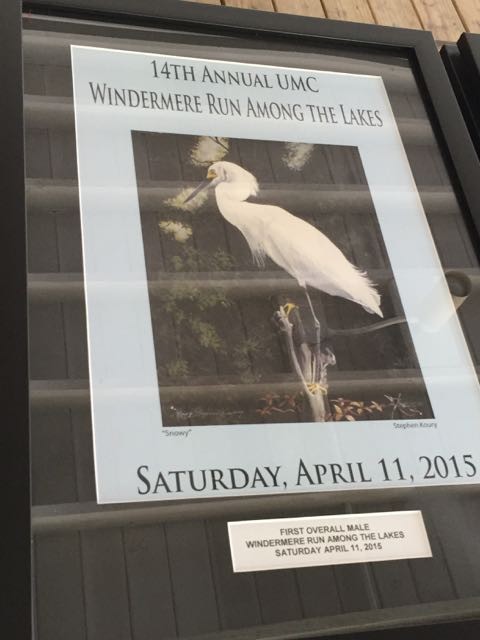 14TH ANNUAL UMC
WINDERMERE RUN AMONG THE LAKES
"Snowy"
Stephen Koury
SATURDAY, APRIL 11, 2015
FIRST OVERALL MALE
WINDERMERE RUN AMONG THE LAKES
SATURDAY APRIL 11, 2015